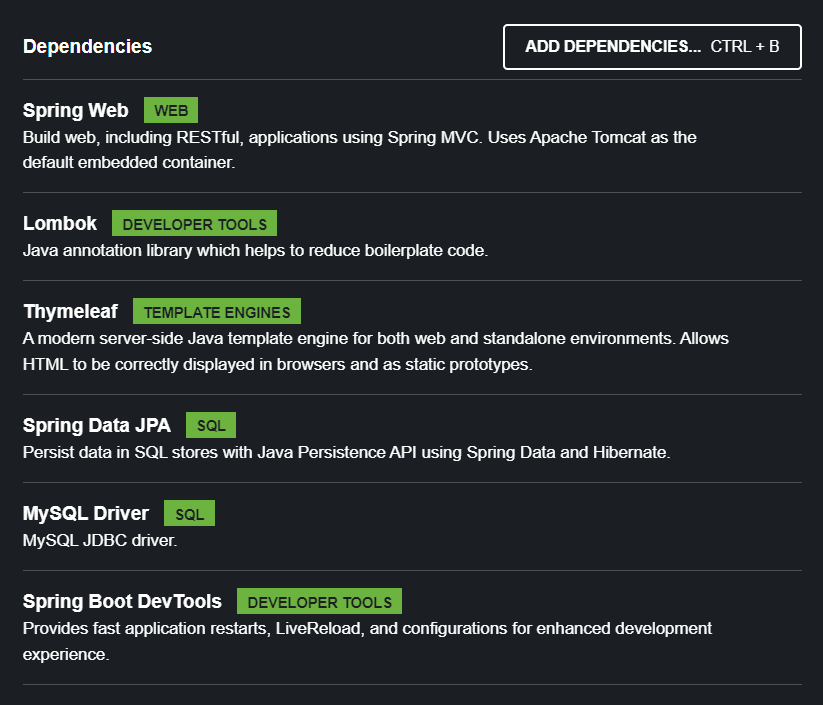 Dependencies
ADD DEPENDENCIES... CTRL + B
Spring Web WEB
Build web, including RESTful, applications using Spring MVC. Uses Apache Tomcat as the
default embedded container.
Lombok DEVELOPER TOOLS
Java annotation library which helps to reduce boilerplate code.
Thymeleaf TEMPLATE ENGINES
A modern server-side Java template engine for both web and standalone environments. Allows
HTML to be correctly displayed in browsers and as static prototypes.
Spring Data JPA SQL
Persist data in SQL stores with Java Persistence API using Spring Data and Hibernate.
MySQL Driver SQL
MySQL JDBC driver.
Spring Boot DevTools DEVELOPER TOOLS
Provides fast application restarts, LiveReload, and configurations for enhanced development
experience.